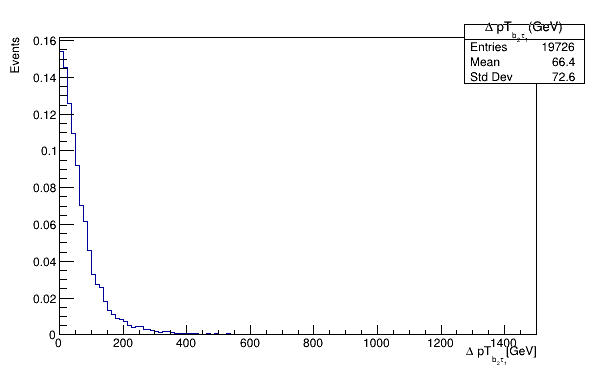 Δ pT_{b₂τ₁}(GeV)
Entries 19726
Mean 66.4
Std Dev 72.6
Events
0.16
0.14
0.12
0.1
0.08
0.06
0.04
0.02
0
0 200 400 600 800 1000 1200 1400
Δ pT_{b₂τ₁}[GeV]